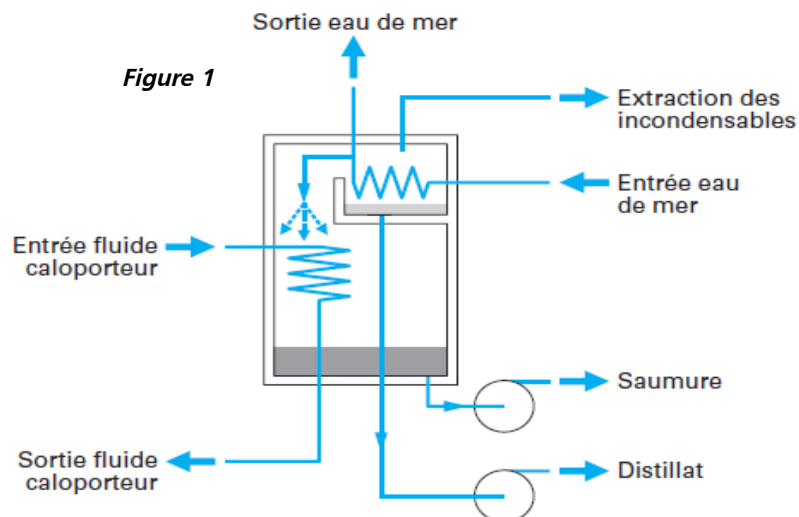 Sortie eau de mer
Figure 1
Extraction des
incondensables
Entrée eau
de mer
Entrée fluide
caloporteur
Saumure
Sortie fluide
caloporteur
Distillat